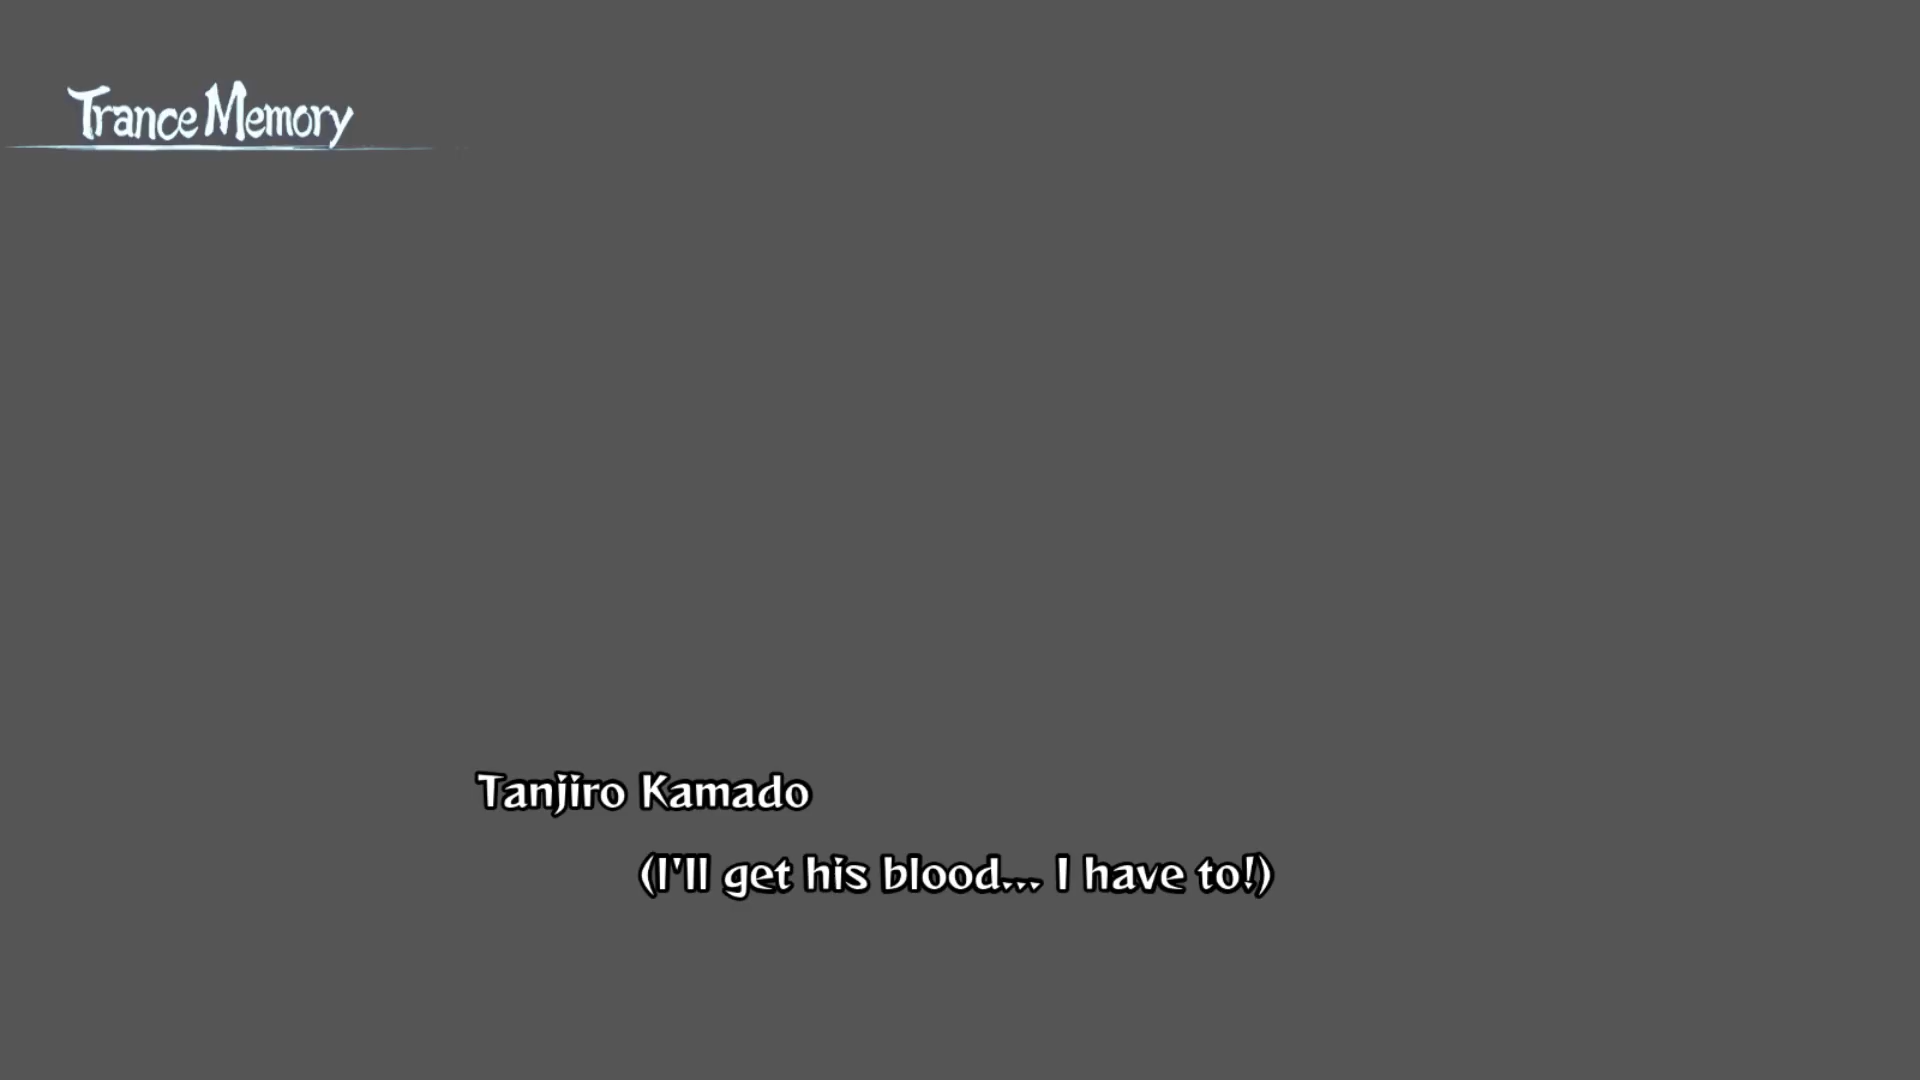 Trance Memory
Tanjiro Kamado
(I'll get his blood... I have to!)